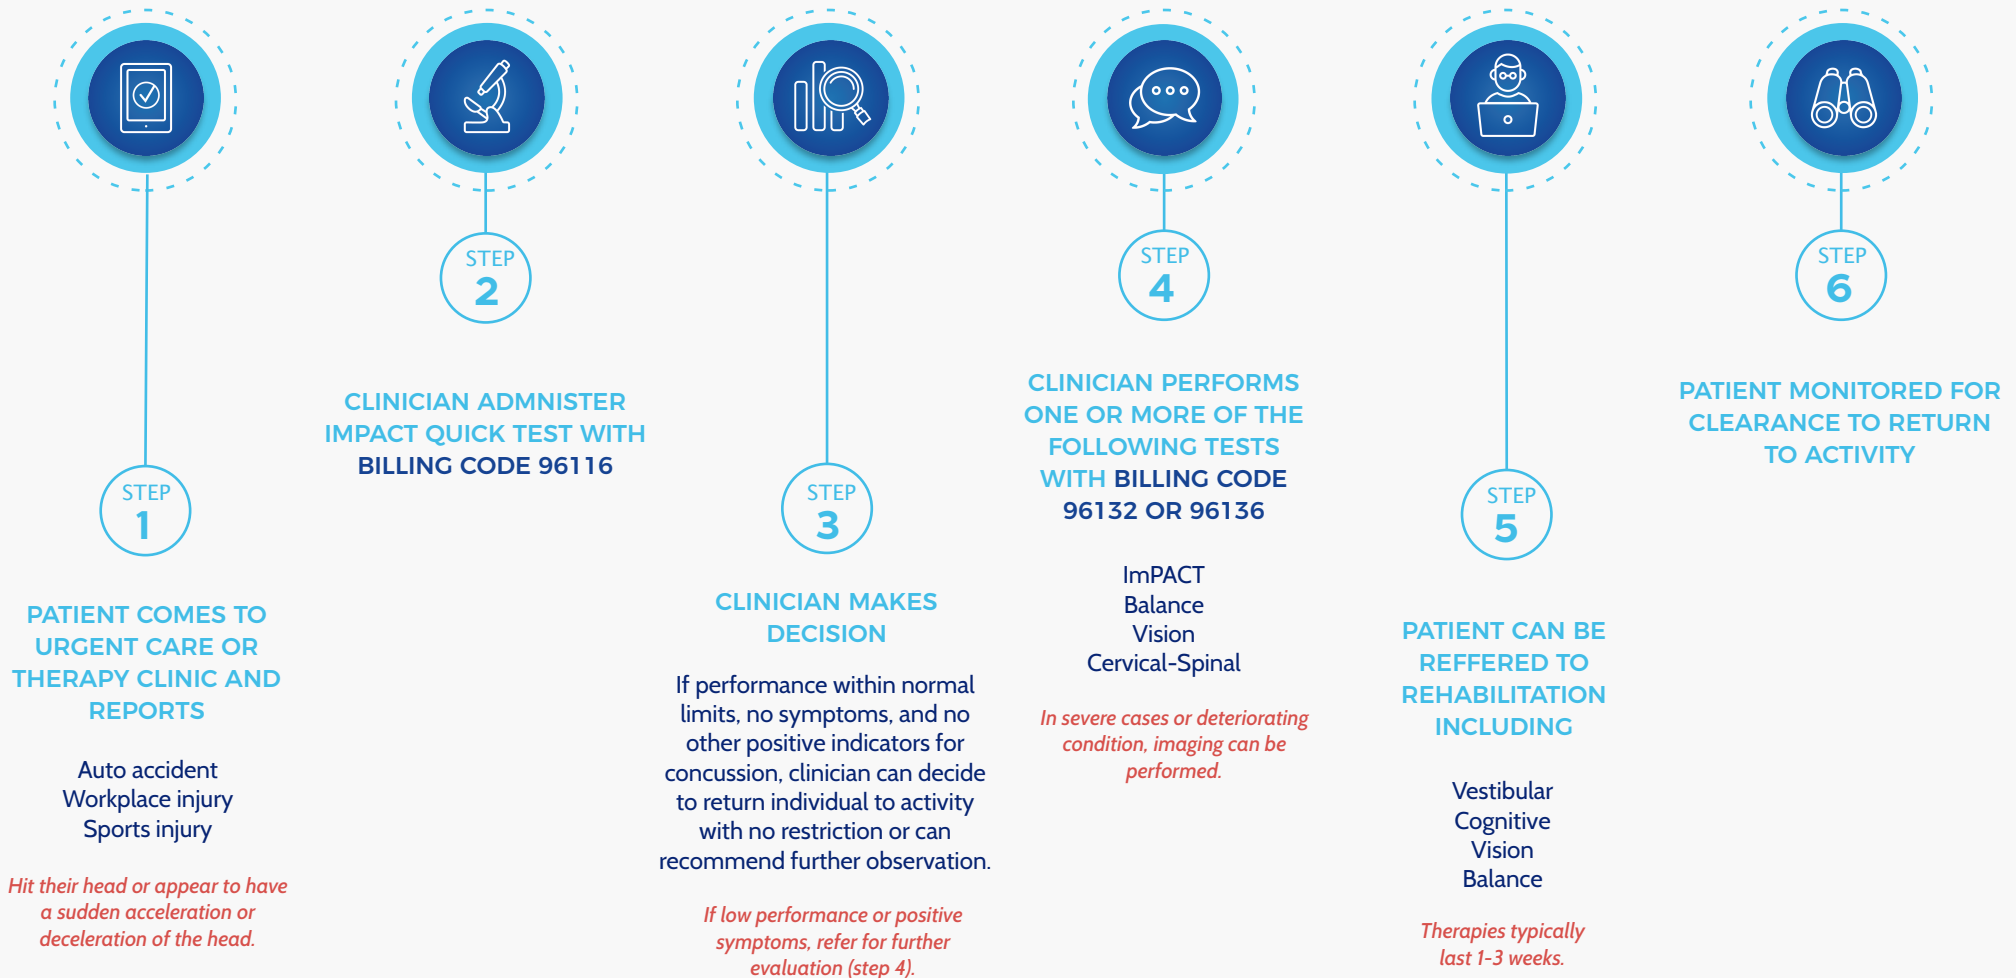 STEP
1
PATIENT COMES TO
URGENT CARE OR
THERAPY CLINIC AND
REPORTS
Auto accident
Workplace injury
Sports injury
Hit their head or appear to have
a sudden acceleration or
deceleration of the head.
STEP
2
CLINICIAN ADMNISTER
IMPACT QUICK TEST WITH
BILLING CODE 96116
STEP
3
CLINICIAN MAKES
DECISION
If performance within normal
limits, no symptoms, and no
other positive indicators for
concussion, clinician can decide
to return individual to activity
with no restriction or can
recommend further observation.
If low performance or positive
symptoms, refer for further
evaluation (step 4).
STEP
4
CLINICIAN PERFORMS
ONE OR MORE OF THE
FOLLOWING TESTS
WITH BILLING CODE
96132 OR 96136
ImPACT
Balance
Vision
Cervical-Spinal
In severe cases or deteriorating
condition, imaging can be
performed.
STEP
5
PATIENT CAN BE
REFFERED TO
REHABILITATION
INCLUDING
Vestibular
Cognitive
Vision
Balance
Therapies typically
last 1-3 weeks.
STEP
6
PATIENT MONITORED FOR
CLEARANCE TO RETURN
TO ACTIVITY